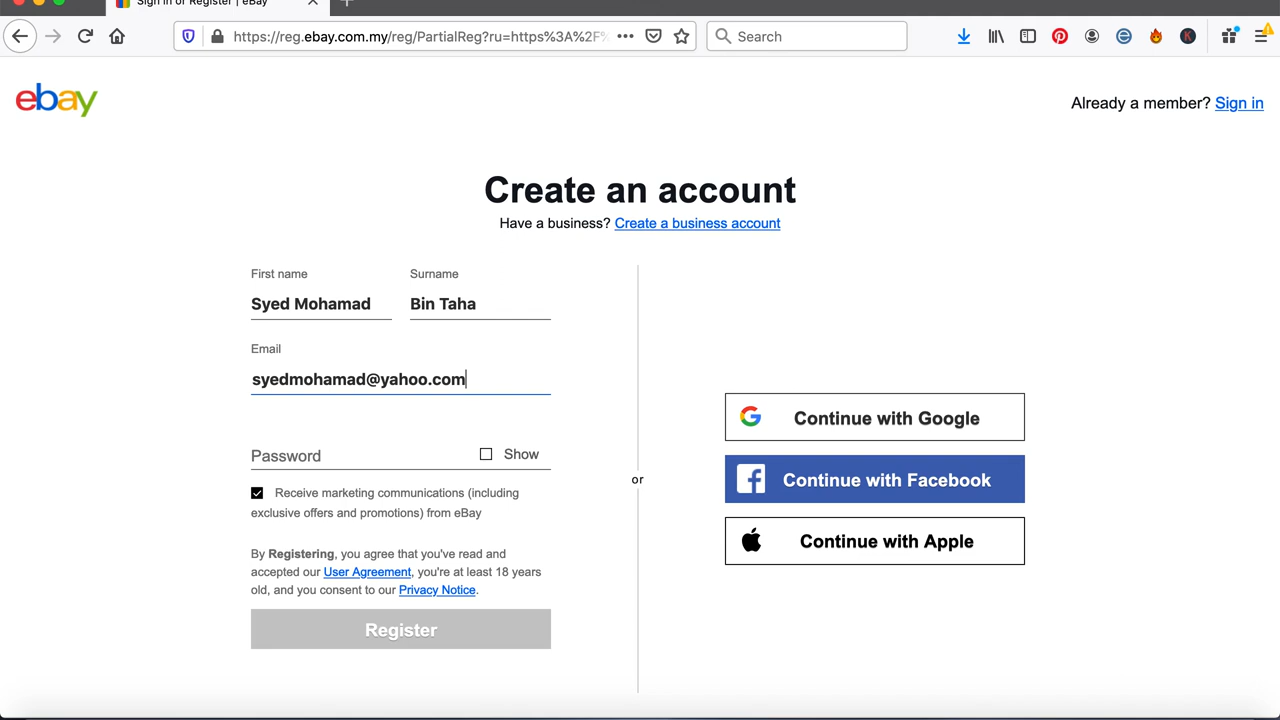 Sign in or Register | eBay
https://reg.ebay.com.my/reg/PartialReg?ru=https%3A%2F%
Search
ebay
Already a member? Sign in
Create an account
Have a business? Create a business account
First name
Surname
Syed Mohamad
Bin Taha
Email
syedmohamad@yahoo.com
Password
Show
Receive marketing communications (including
exclusive offers and promotions) from eBay
By Registering, you agree that you've read and
accepted our User Agreement, you're at least 18 years
old, and you consent to our Privacy Notice.
Register
or
Continue with Google
Continue with Facebook
Continue with Apple